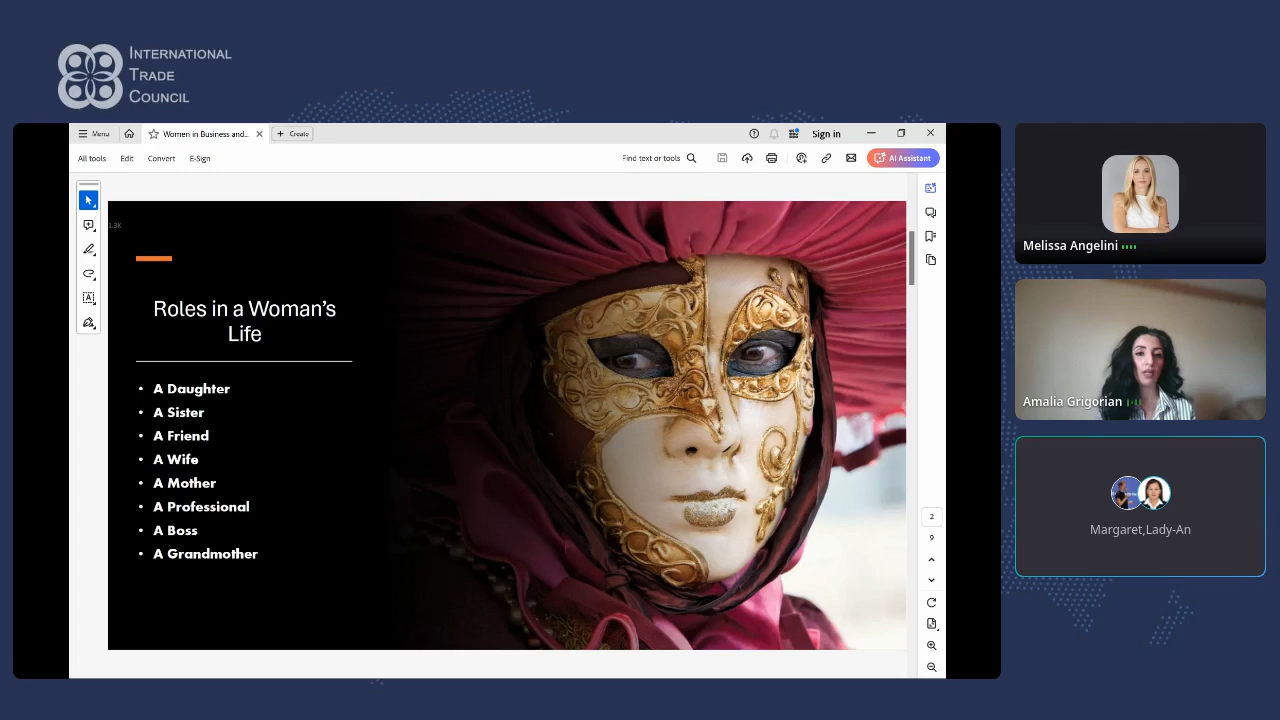 INTERNATIONAL
TRADE
COUNCIL
Menu
Women in Business and...
Create
Sign in
All tools
Edit
Convert
E-Sign
Find text or tools
AI Assistant
1.3K
Roles in a Woman's
Life
• A Daughter
• A Sister
• A Friend
• A Wife
• A Mother
• A Professional
• A Boss
• A Grandmother
2
9
Melissa Angelini
Amalia Grigorian
Margaret,Lady-An